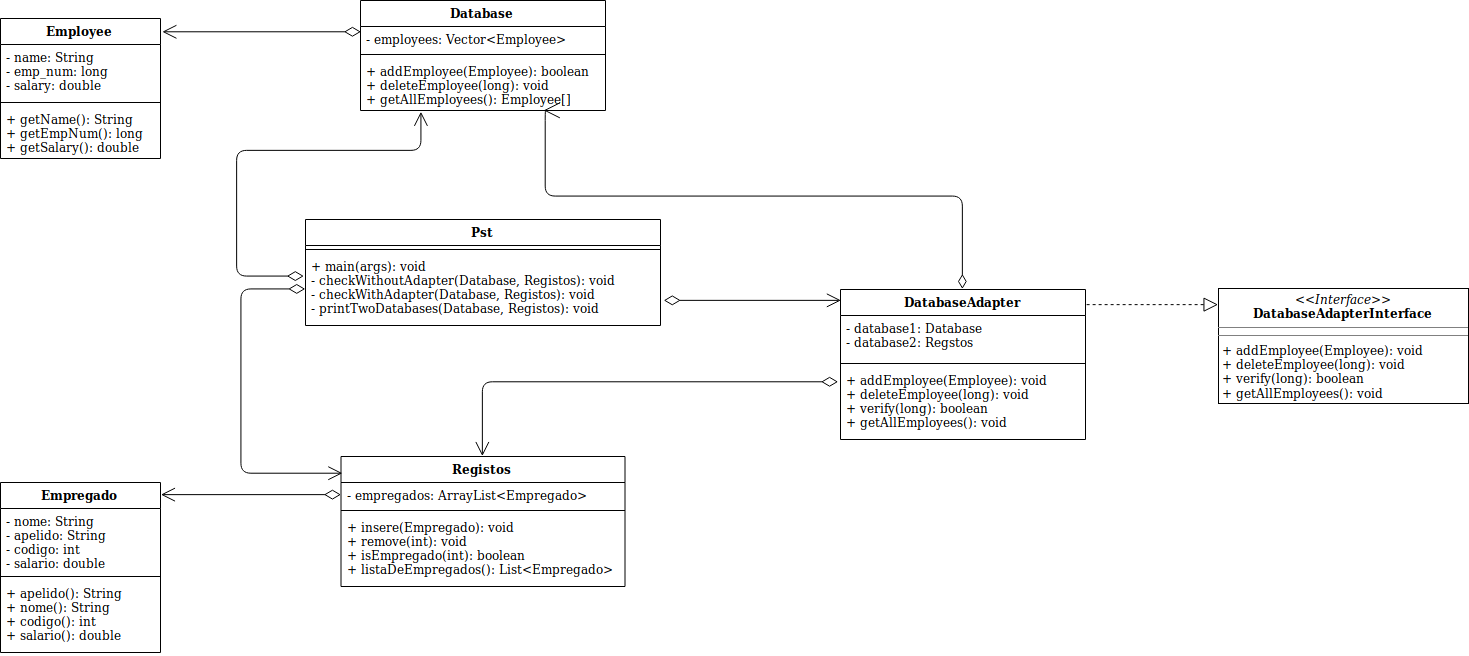 Database
- employees: Vector<Employee>
+ addEmployee(Employee): boolean
+ deleteEmployee(long): void
+ getAllEmployees(): Employee[]
Employee
- name: String
- emp_num: long
- salary: double
+ getName(): String
+ getEmpNum(): long
+ getSalary(): double
Pst
+ main(args): void
- checkWithoutAdapter(Database, Registos): void
- checkWithAdapter(Database, Registos): void
- printTwoDatabases(Database, Registos): void
DatabaseAdapter
- database1: Database
- database2: Regstos
+ addEmployee(Employee): void
+ deleteEmployee(long): void
+ verify(long): boolean
+ getAllEmployees(): void
<<Interface>>
DatabaseAdapterInterface
+ addEmployee(Employee): void
+ deleteEmployee(long): void
+ verify(long): boolean
+ getAllEmployees(): void
Registos
- empregados: ArrayList<Empregado>
+ insere(Empregado): void
+ remove(int): void
+ isEmpregado(int): boolean
+ listaDeEmpregados(): List<Empregado>
Empregado
- nome: String
- apelido: String
- codigo: int
- salario: double
+ apelido(): String
+ nome(): String
+ codigo(): int
+ salario(): double